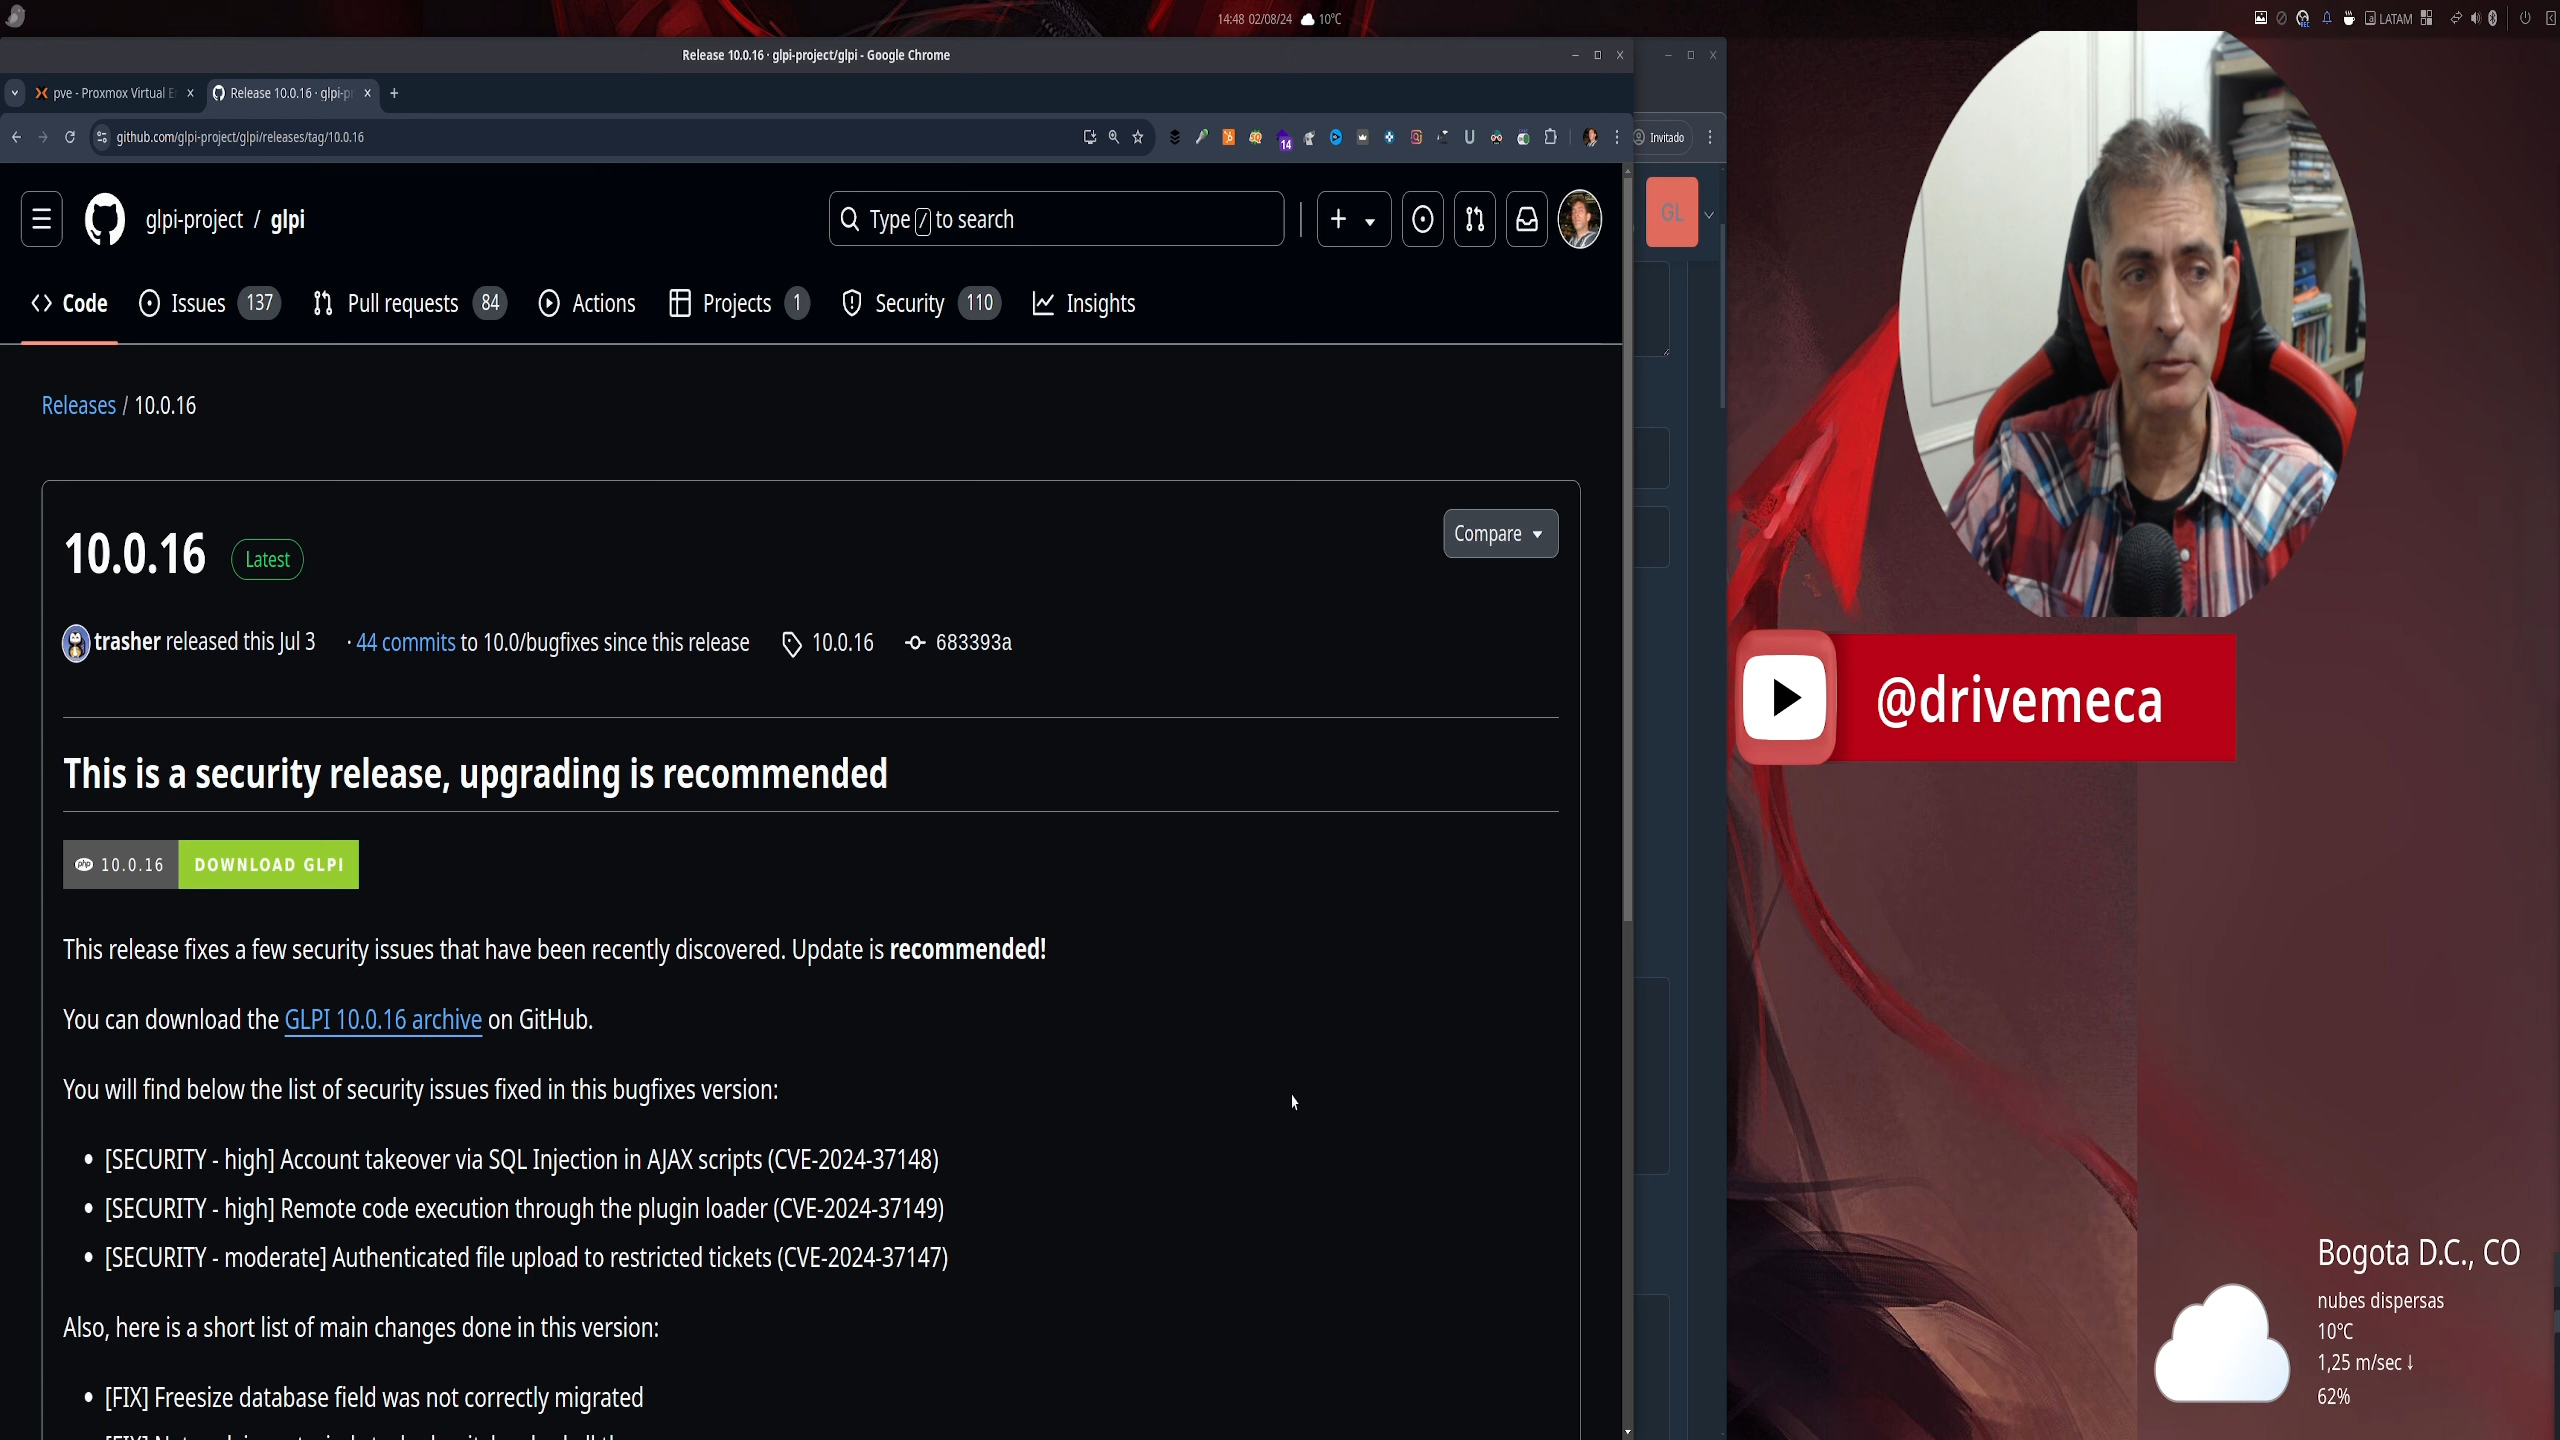 14:48 02/08/24 10°C
LATAM
Release 10.0.16 · glpi-project/glpi - Google Chrome
pve - Proxmox Virtual E
Release 10.0.16 · glpi-p
github.com/glpi-project/glpi/releases/tag/10.0.16
14
Invitado
glpi-project / glpi
Type / to search
GL
Code
Issues 137
Pull requests 84
Actions
Projects 1
Security 110
Insights
Releases / 10.0.16
10.0.16 Latest
Compare
trasher released this Jul 3 · 44 commits to 10.0/bugfixes since this release 10.0.16 683393a
This is a security release, upgrading is recommended
php 10.0.16 DOWNLOAD GLPI
This release fixes a few security issues that have been recently discovered. Update is recommended!
You can download the GLPI 10.0.16 archive on GitHub.
You will find below the list of security issues fixed in this bugfixes version:
• [SECURITY - high] Account takeover via SQL Injection in AJAX scripts (CVE-2024-37148)
• [SECURITY - high] Remote code execution through the plugin loader (CVE-2024-37149)
• [SECURITY - moderate] Authenticated file upload to restricted tickets (CVE-2024-37147)
Also, here is a short list of main changes done in this version:
• [FIX] Freesize database field was not correctly migrated
@drivemeca
Bogota D.C., CO
nubes dispersas
10°C
1,25 m/sec ↓
62%